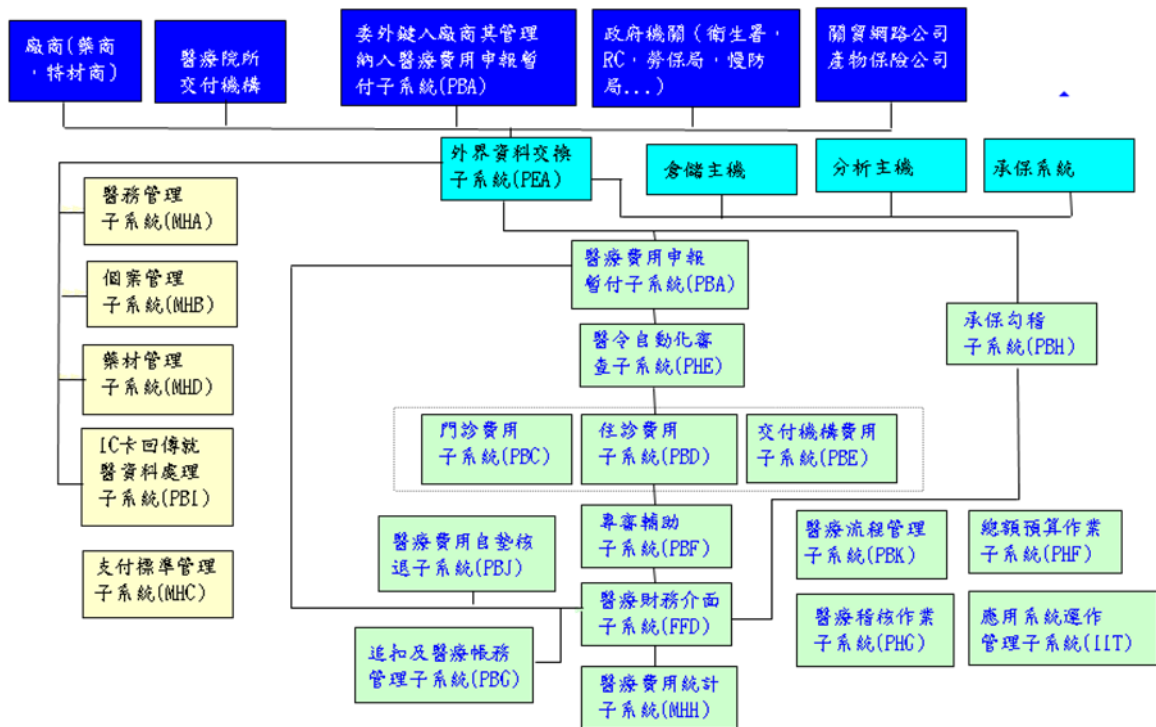 廠商(藥商
，特材商)
醫療院所
交付機構
委外鍵入廠商其管理
納入醫療費用申報暫
付子系統(PBA)
政府機關（衛生署，
RC，勞保局，慢防
局...）
關貿網路公司
產物保險公司
外界資料交換
子系統(PEA)
倉儲主機
分析主機
承保系統
醫務管理
子系統(MHA)
個案管理
子系統(MHB)
藥材管理
子系統(MHD)
IC卡回傳就
醫資料處理
子系統(PBI)
支付標準管理
子系統(MHC)
醫療費用申報
暫付子系統(PBA)
醫令自動化審
查子系統(PHE)
承保勾稽
子系統(PBH)
門診費用
子系統(PBC)
住診費用
子系統(PBD)
交付機構費用
子系統(PBE)
醫療費用自墊核
退子系統(PBJ)
專審輔助
子系統(PBF)
醫療流程管理
子系統(PBK)
總額預算作業
子系統(PHF)
醫療財務介面
子系統(FFD)
醫療稽核作業
子系統(PHG)
應用系統運作
管理子系統(IIT)
追扣及醫療帳務
管理子系統(PBG)
醫療費用統計
子系統(MHH)